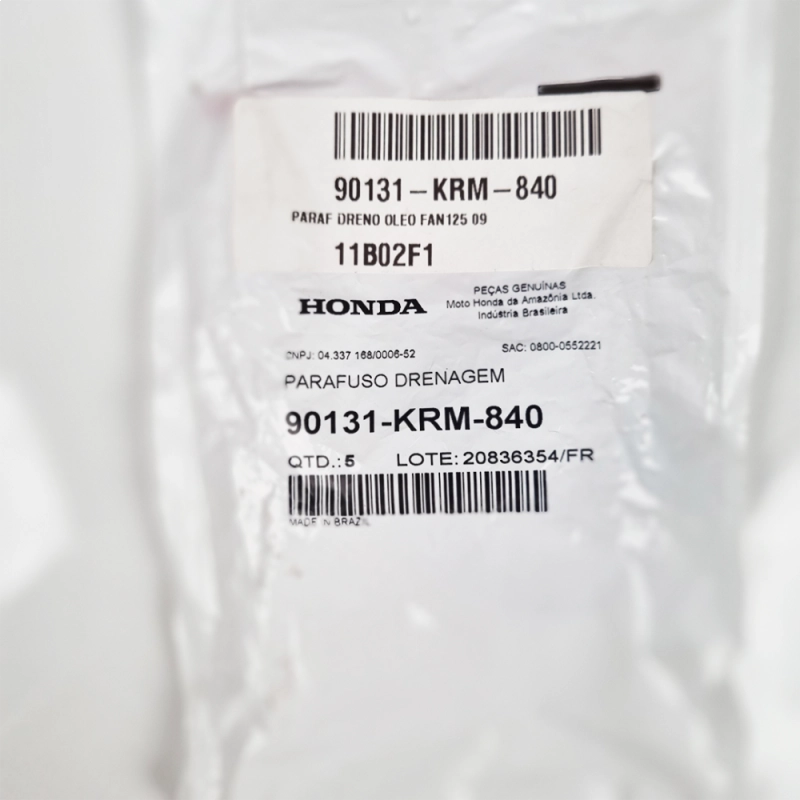 90131-KRM-840
PARAF DRENO OLEO FAN125 09
11B02F1
HONDA
PEÇAS GENUÍNAS
Moto Honda da Amazônia Ltda.
Indústria Brasileira
CNPJ: 04.337 168/0006-52
SAC: 0800-0552221
PARAFUSO DRENAGEM
90131-KRM-840
QTD.:5 LOTE: 20836354/FR
MADE IN BRAZIL